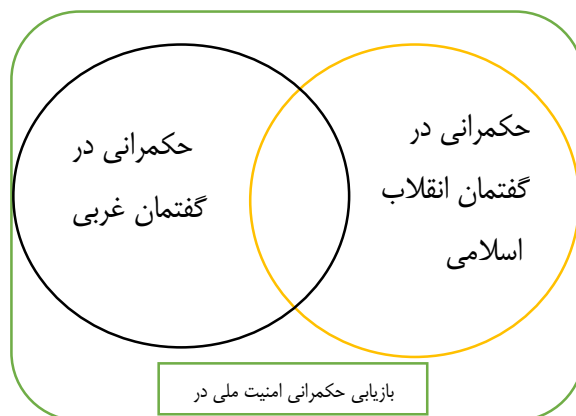 حکمرانی در
گفتمان انقلاب
اسلامی
حکمرانی در
گفتمان غربی
بازیابی حکمرانی امنیت ملی در